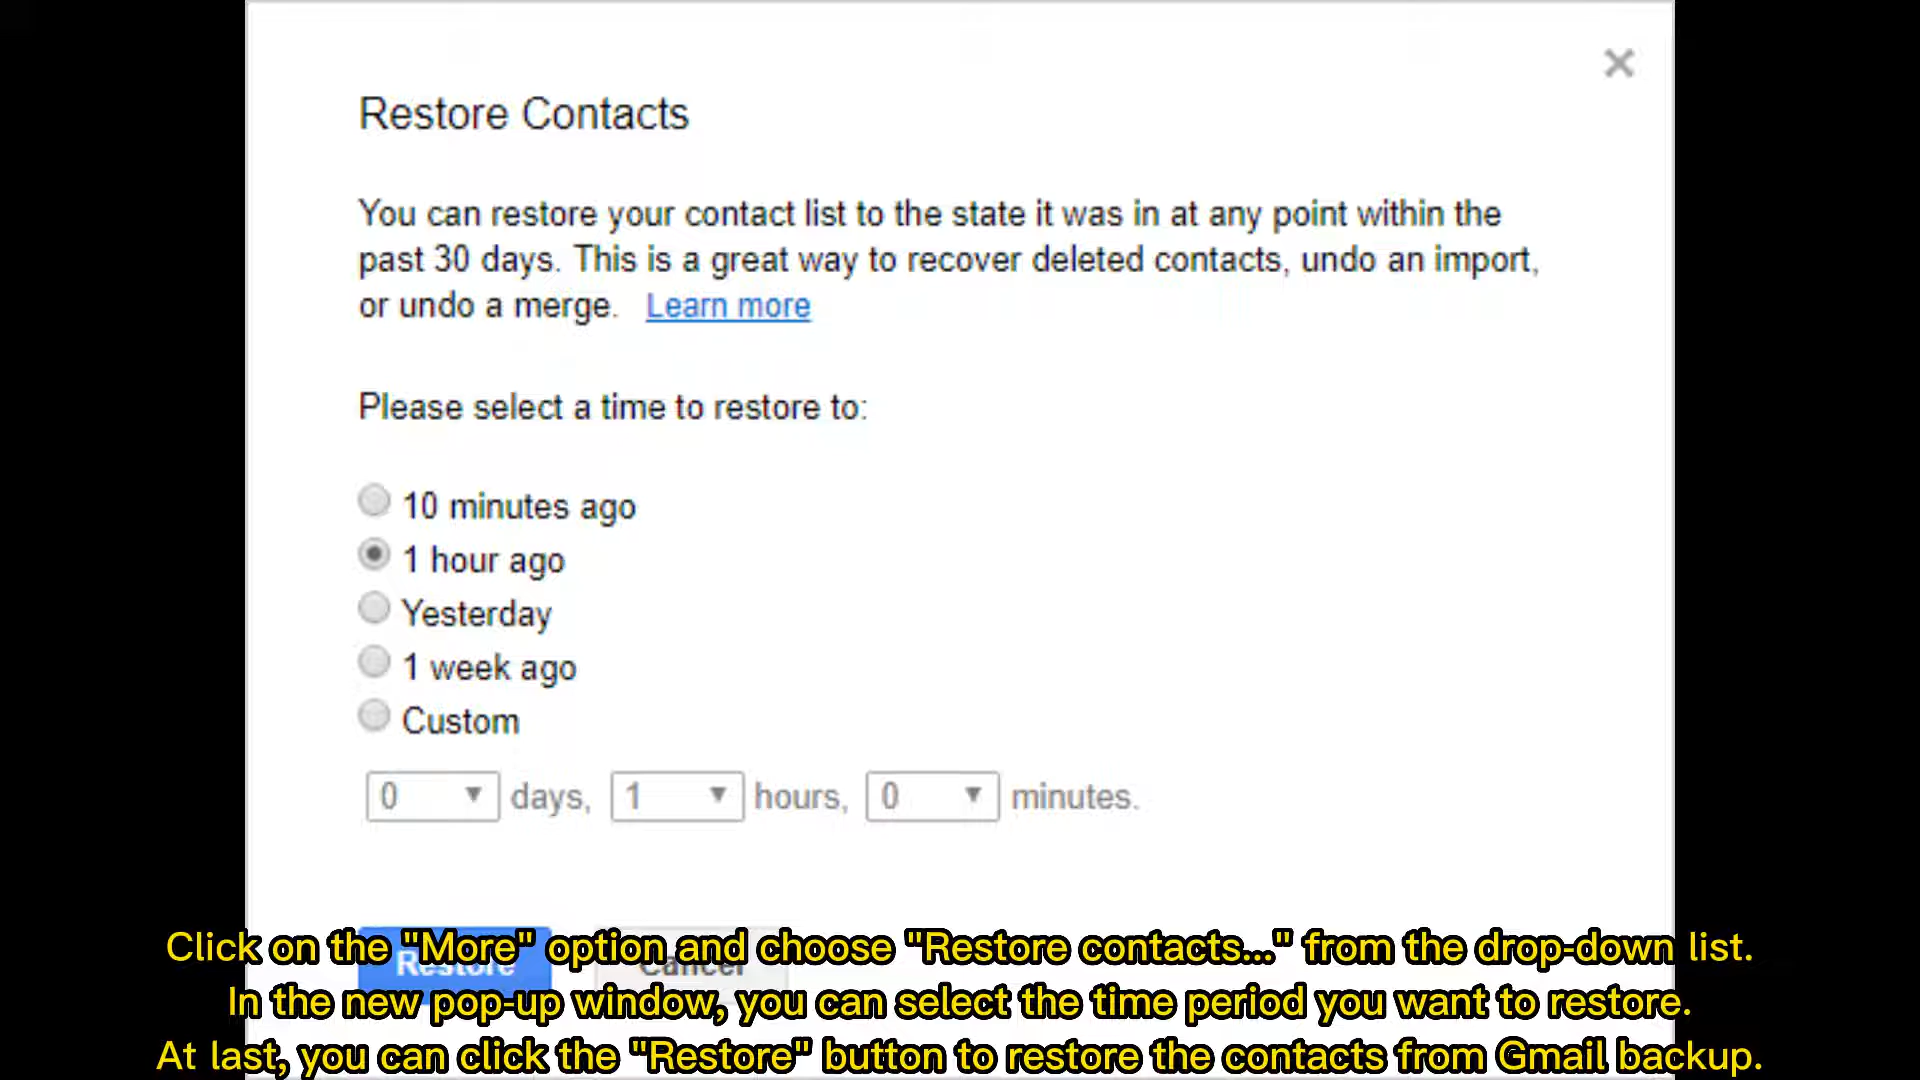 Restore Contacts
You can restore your contact list to the state it was in at any point within the
past 30 days. This is a great way to recover deleted contacts, undo an import,
or undo a merge. Learn more
Please select a time to restore to:
10 minutes ago
1 hour ago
Yesterday
1 week ago
Custom
0 days, 1 hours, 0 minutes.
Restore Cancel
Click on the "More" option and choose "Restore contacts..." from the drop-down list.
In the new pop-up window, you can select the time period you want to restore.
At last, you can click the "Restore" button to restore the contacts from Gmail backup.